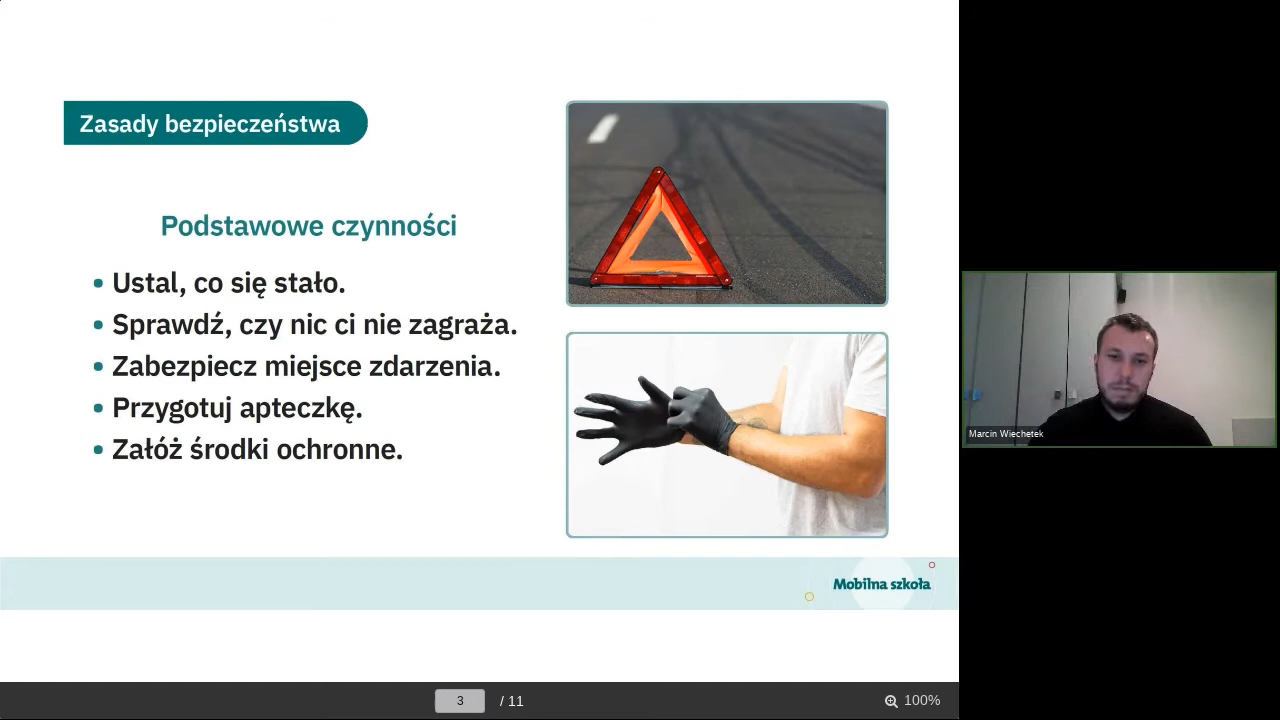 Zasady bezpieczeństwa
Podstawowe czynności
• Ustal, co się stało.
• Sprawdź, czy nic ci nie zagraża.
• Zabezpiecz miejsce zdarzenia.
• Przygotuj apteczkę.
• Załóż środki ochronne.
Mobilna szkoła
Marcin Wiechetek
3 / 11
100%